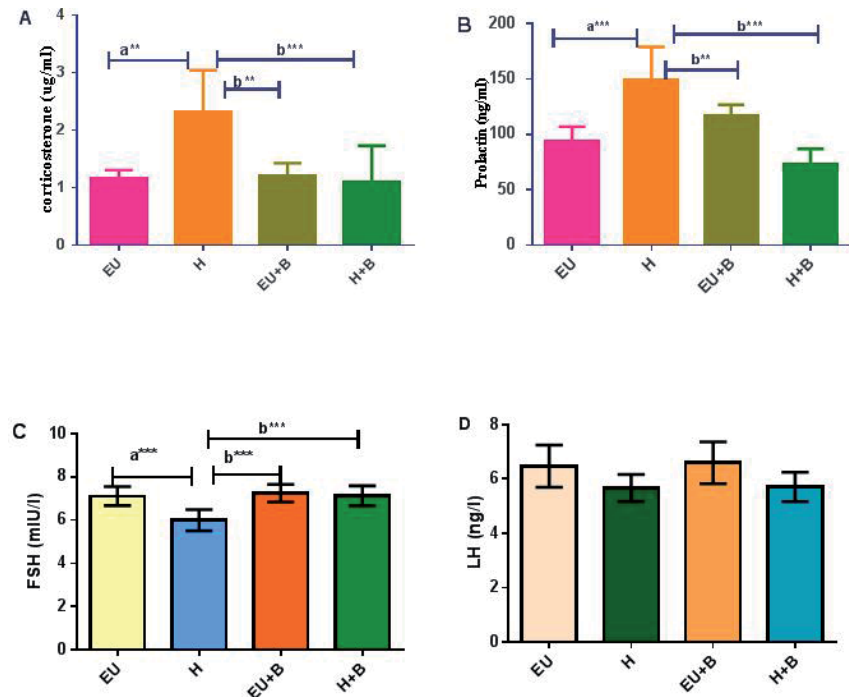 A
corticosterone (ug/ml)
4
3
2
1
0
a**
b***
b**
EU
H
EU+B
H+B
B
Prolactin (ng/ml)
200
150
100
50
0
a***
b***
b**
EU
H
EU+B
H+B
C
FSH (mIU/l)
10
8
6
4
2
0
a***
b***
b***
EU
H
EU+B
H+B
D
LH (ng/l)
8
6
4
2
0
EU
H
EU+B
H+B